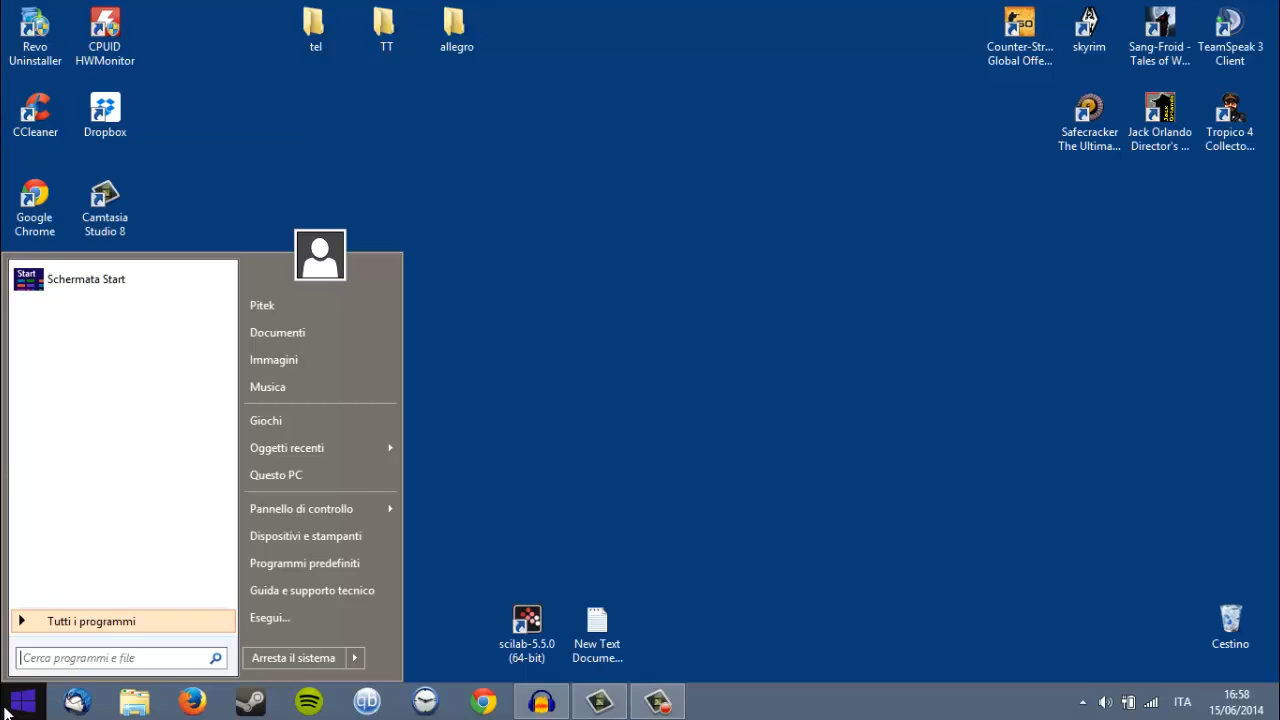 Revo
Uninstaller
CPUID
HWMonitor
tel
TT
allegro
Counter-Str...
Global Offe...
GO
skyrim
Sang-Froid -
Tales of W...
TeamSpeak 3
Client
CCleaner
Dropbox
Safecracker
The Ultima...
Jack Orlando
Director's ...
Tropico 4
Collecto...
Google
Chrome
Camtasia
Studio 8
Start
Schermata Start
Pitek
Documenti
Immagini
Musica
Giochi
Oggetti recenti
Questo PC
Pannello di controllo
Dispositivi e stampanti
Programmi predefiniti
Guida e supporto tecnico
Esegui...
Tutti i programmi
Cerca programmi e file
Arresta il sistema
scilab-5.5.0
(64-bit)
New Text
Docume...
Cestino
qb
ITA
16:58
15/06/2014